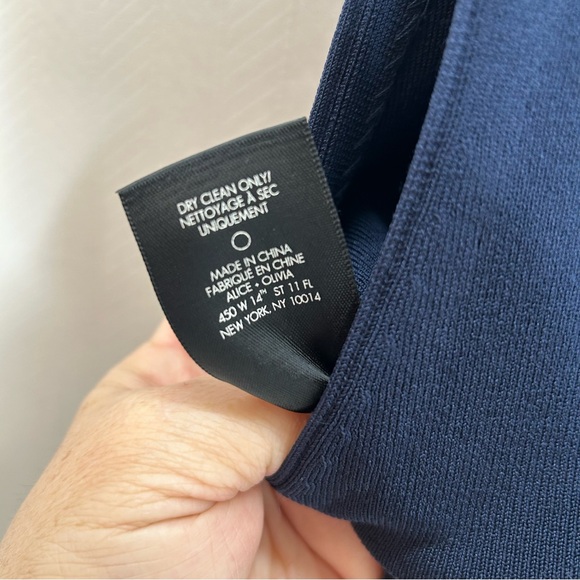 DRY CLEAN ONLY/
NETTOYAGE À SEC
UNIQUEMENT
MADE IN CHINA
FABRIQUÉ EN CHINE
ALICE + OLIVIA
450 W 14TH ST 11 FL
NEW YORK, NY 10014